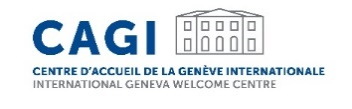 CAGI
CENTRE D'ACCUEIL DE LA GENÈVE INTERNATIONALE
INTERNATIONAL GENEVA WELCOME CENTRE